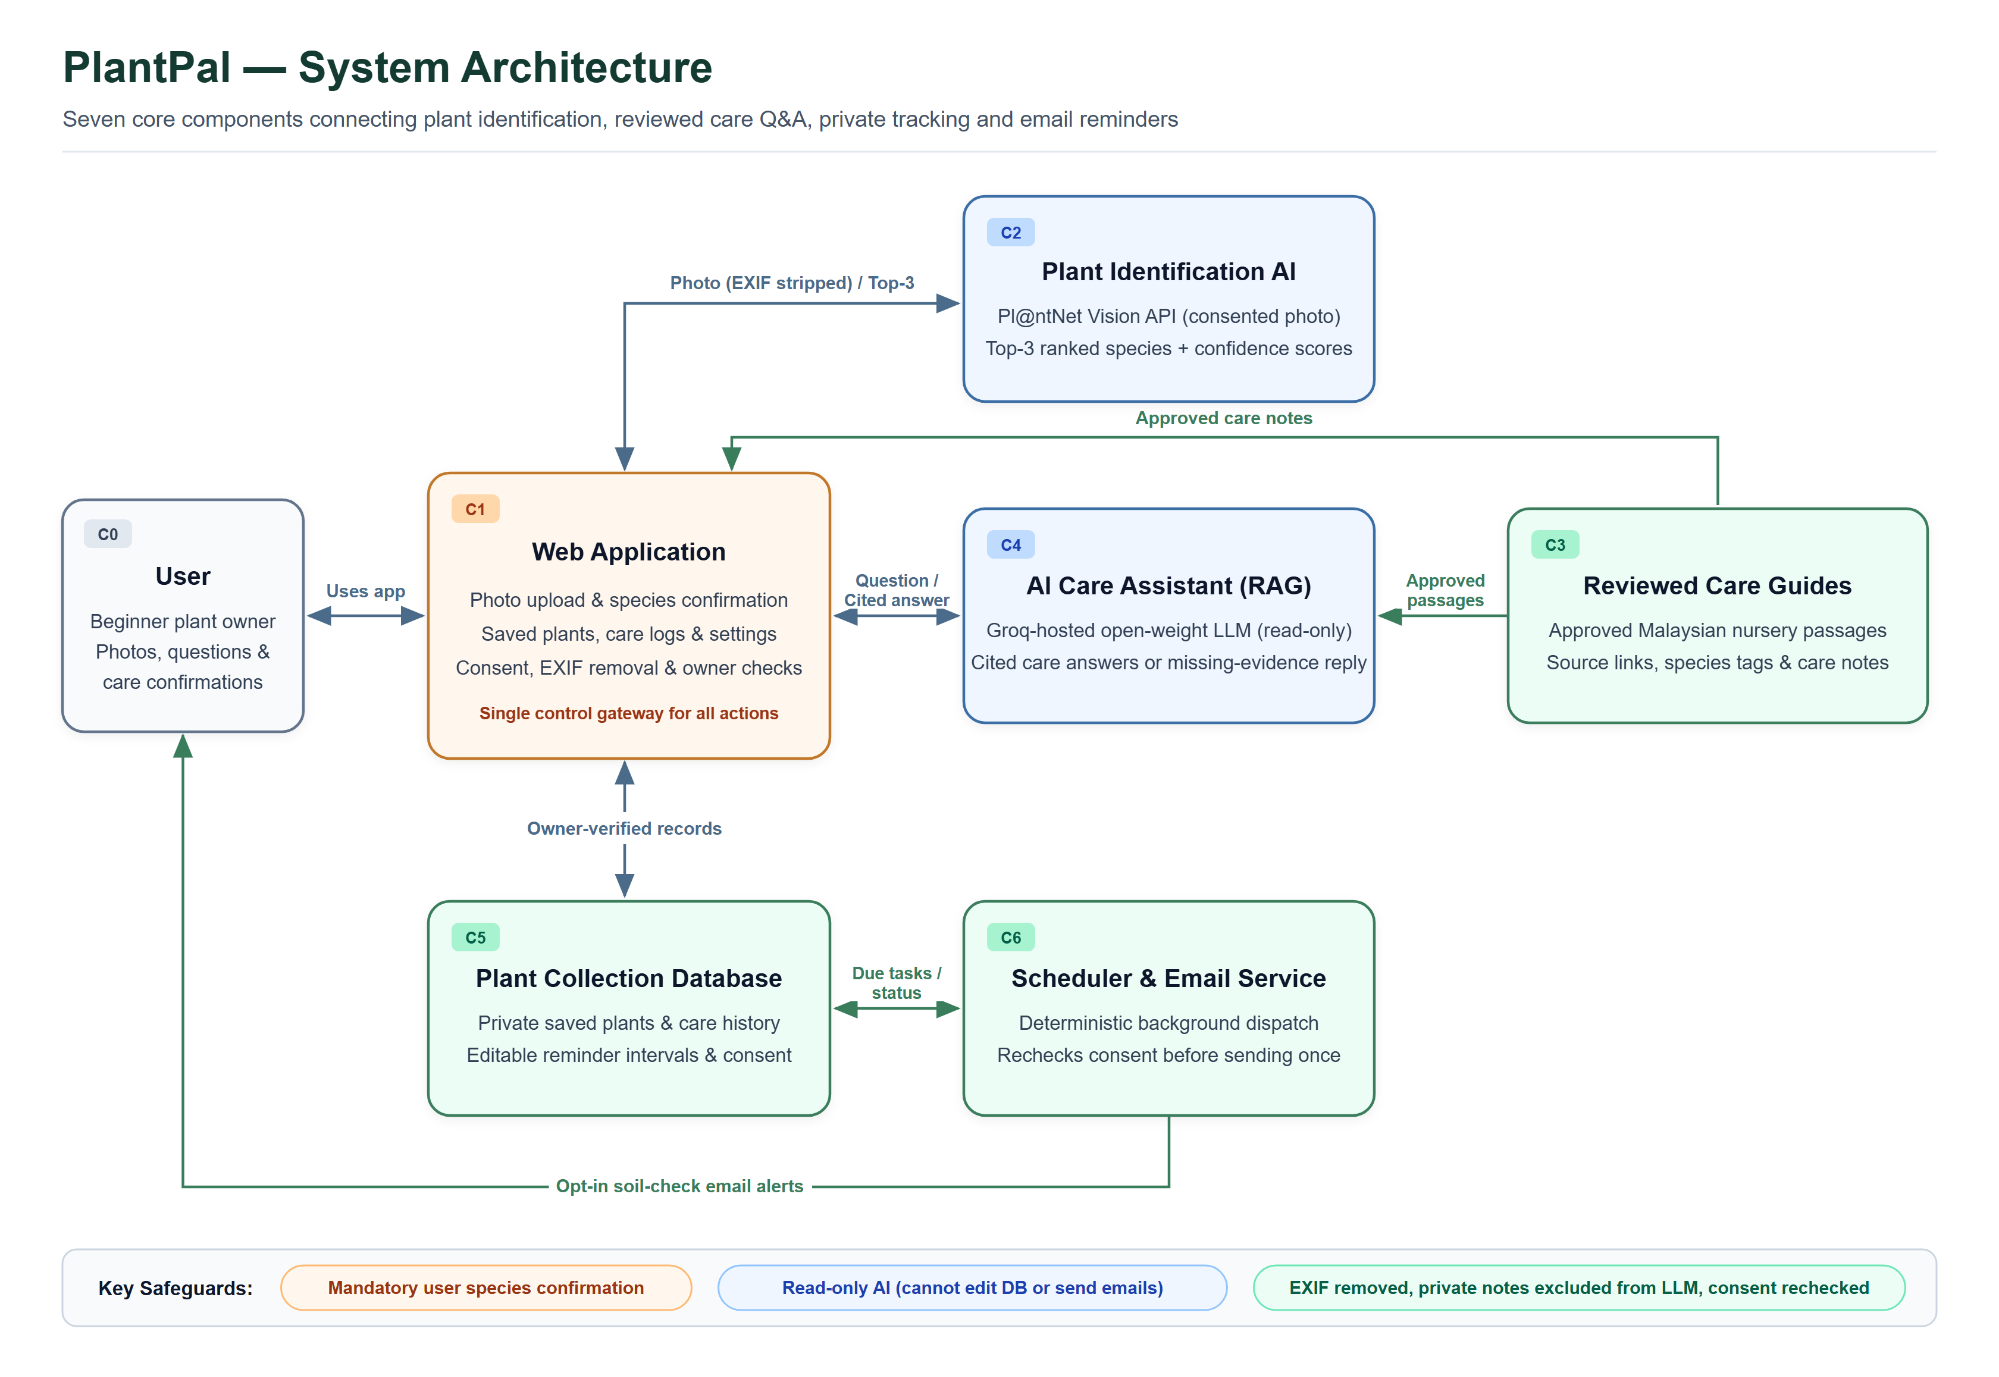 PlantPal — System Architecture
Seven core components connecting plant identification, reviewed care Q&A, private tracking and email reminders
C2
Plant Identification AI
Pl@ntNet Vision API (consented photo)
Top-3 ranked species + confidence scores
Photo (EXIF stripped) / Top-3
Approved care notes
C0
User
Beginner plant owner
Photos, questions &
care confirmations
Uses app
C1
Web Application
Photo upload & species confirmation
Saved plants, care logs & settings
Consent, EXIF removal & owner checks
Single control gateway for all actions
Question /
Cited answer
C4
AI Care Assistant (RAG)
Groq-hosted open-weight LLM (read-only)
Cited care answers or missing-evidence reply
Approved
passages
C3
Reviewed Care Guides
Approved Malaysian nursery passages
Source links, species tags & care notes
Owner-verified records
C5
Plant Collection Database
Private saved plants & care history
Editable reminder intervals & consent
Due tasks /
status
C6
Scheduler & Email Service
Deterministic background dispatch
Rechecks consent before sending once
Opt-in soil-check email alerts
Key Safeguards:
Mandatory user species confirmation
Read-only AI (cannot edit DB or send emails)
EXIF removed, private notes excluded from LLM, consent rechecked